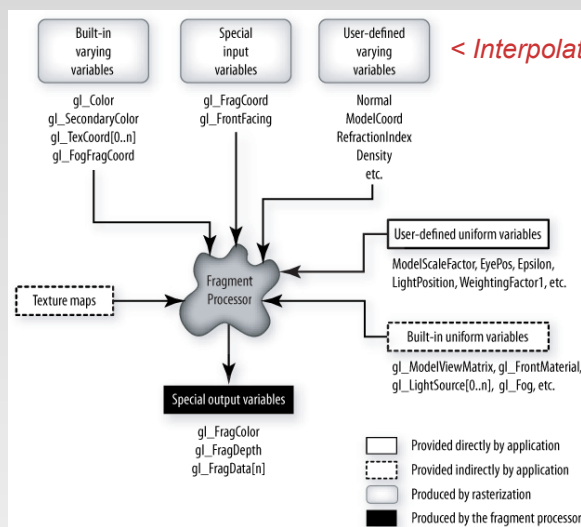 Built-in
varying
variables
Special
input
variables
User-defined
varying
variables
< Interpolat
gl_Color
gl_SecondaryColor
gl_TexCoord[0..n]
gl_FogFragCoord
gl_FragCoord
gl_FrontFacing
Normal
ModelCoord
RefractionIndex
Density
etc.
User-defined uniform variables
ModelScaleFactor, EyePos, Epsilon,
LightPosition, WeightingFactor1, etc.
Fragment
Processor
Texture maps
Built-in uniform variables
gl_ModelViewMatrix, gl_FrontMaterial,
gl_LightSource[0..n], gl_Fog, etc.
Special output variables
gl_FragColor
gl_FragDepth
gl_FragData[n]
Provided directly by application
Provided indirectly by application
Produced by rasterization
Produced by the fragment processor